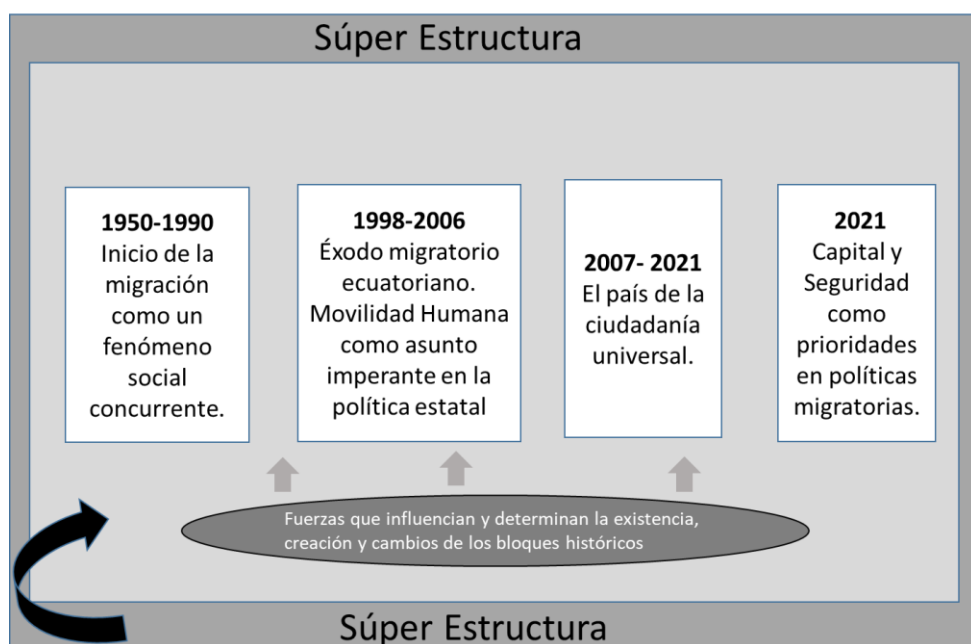 Súper Estructura
1950-1990
Inicio de la
migración
como un
fenómeno
social
concurrente.
1998-2006
Éxodo migratorio
ecuatoriano.
Movilidad Humana
como asunto
imperante en la
política estatal
2007- 2021
El país de la
ciudadanía
universal.
2021
Capital y
Seguridad
como
prioridades
en políticas
migratorias.
Fuerzas que influencian y determinan la existencia,
creación y cambios de los bloques históricos
Súper Estructura